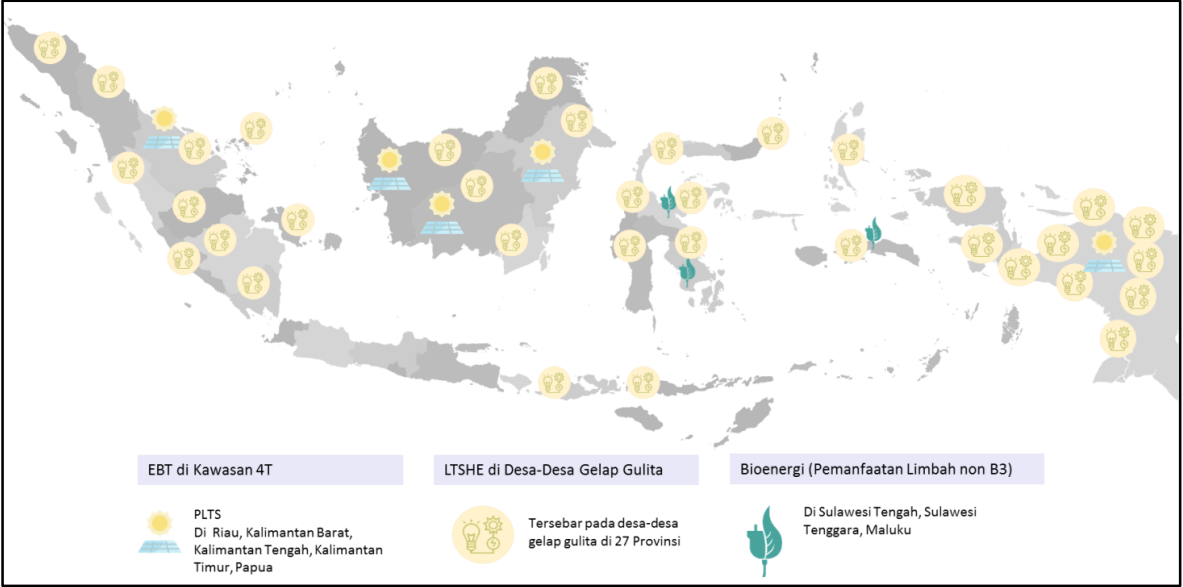 EBT di Kawasan 4T
PLTS
Di Riau, Kalimantan Barat,
Kalimantan Tengah, Kalimantan
Timur, Papua
LTSHE di Desa-Desa Gelap Gulita
Tersebar pada desa-desa
gelap gulita di 27 Provinsi
Bioenergi (Pemanfaatan Limbah non B3)
Di Sulawesi Tengah, Sulawesi
Tenggara, Maluku